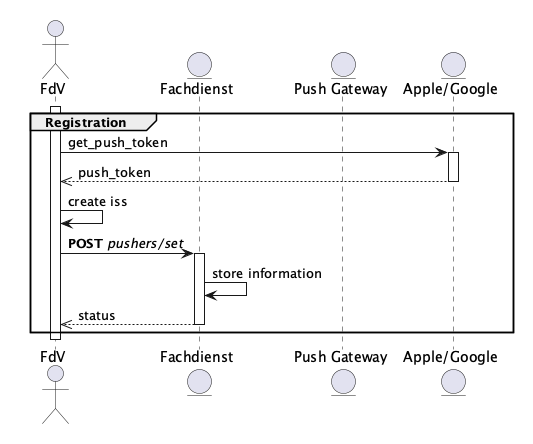 FdV Fachdienst Push Gateway Apple/Google
Registration
get_push_token
push_token
create iss
POST pushers/set
store information
status
FdV Fachdienst Push Gateway Apple/Google